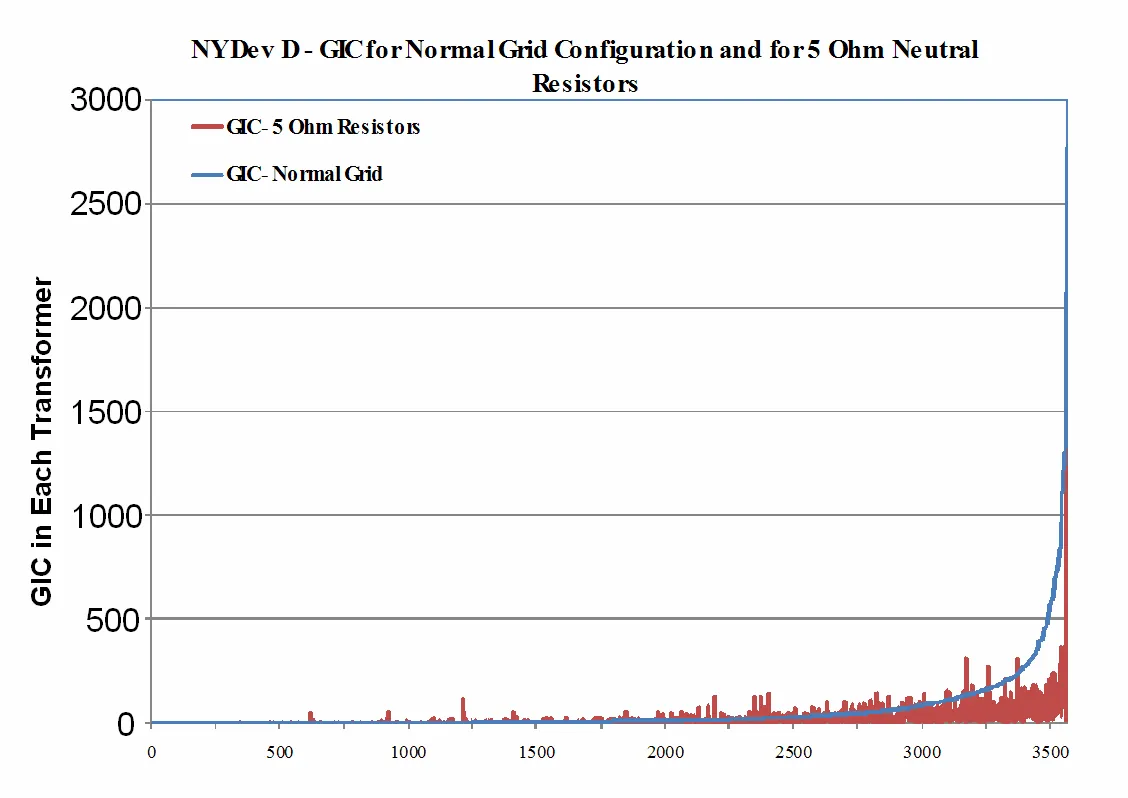 NYDev D - GIC for Normal Grid Configuration and for 5 Ohm Neutral
Resistors
3000
GIC- 5 Ohm Resistors
GIC- Normal Grid
2500
2000
1500
1000
500
0
GIC in Each Transformer
0 500 1000 1500 2000 2500 3000 3500